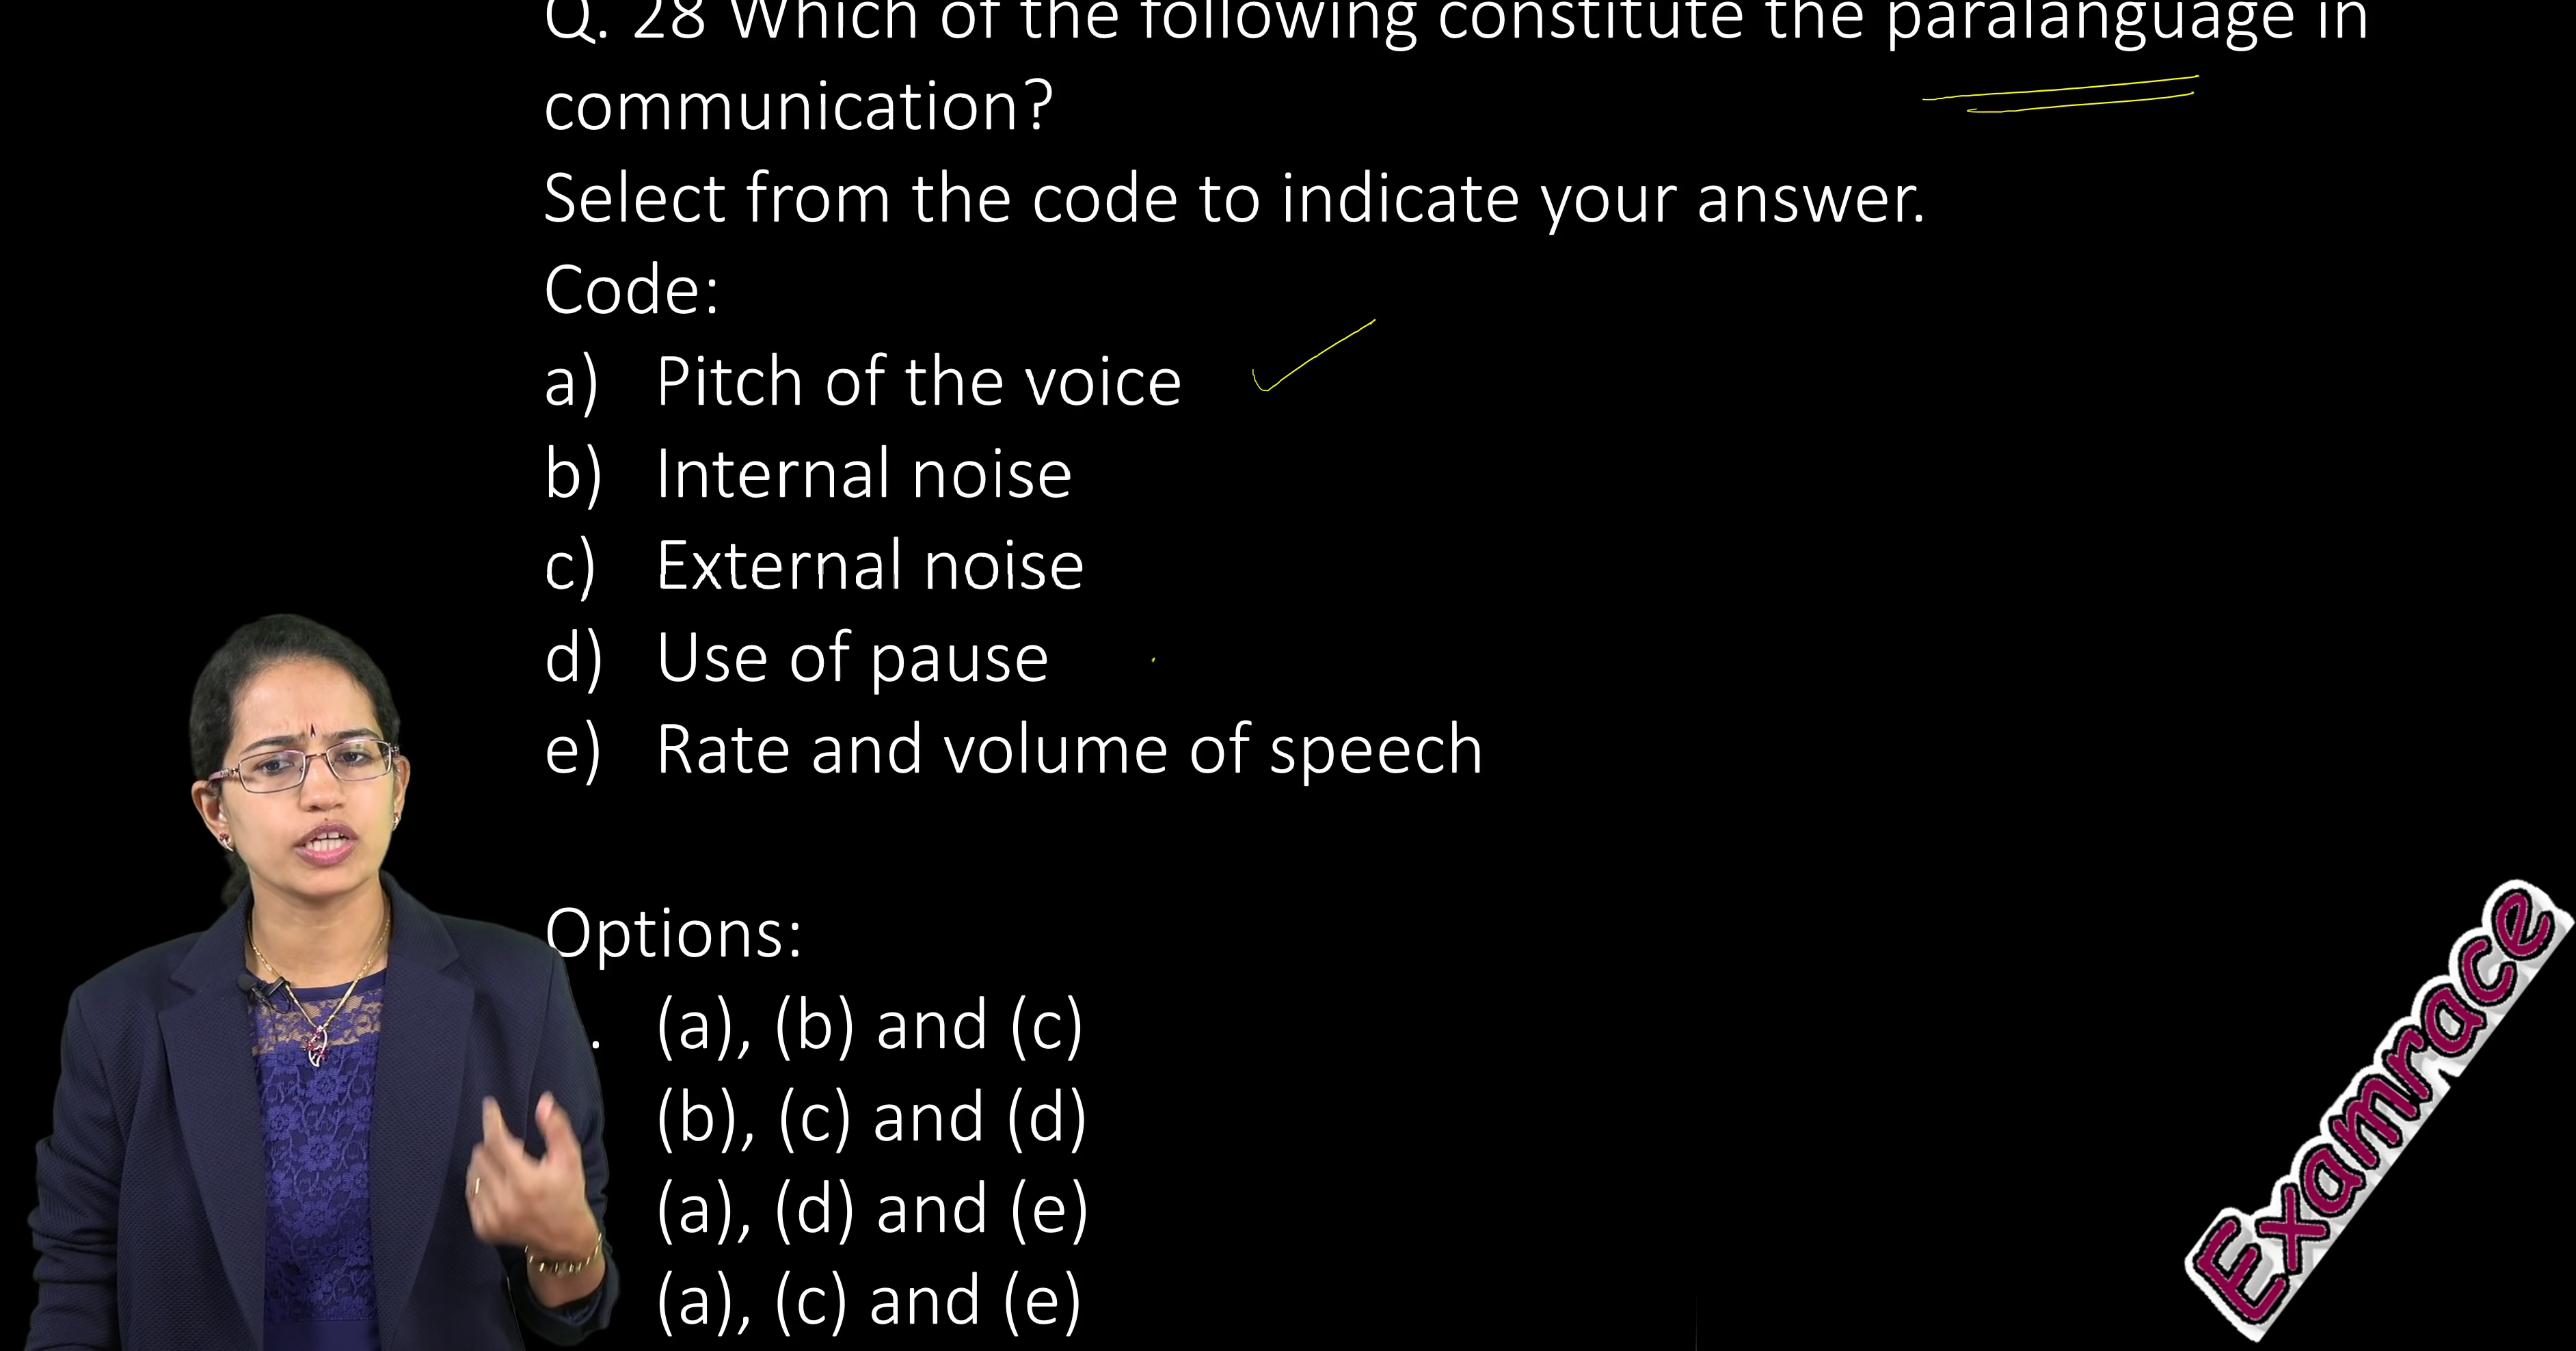 Q. 28 Which of the following constitute the paralanguage in
communication?
Select from the code to indicate your answer.
Code:
a) Pitch of the voice
b) Internal noise
c) External noise
d) Use of pause
e) Rate and volume of speech
Options:
. (a), (b) and (c)
(b), (c) and (d)
(a), (d) and (e)
(a), (c) and (e)
Examrace